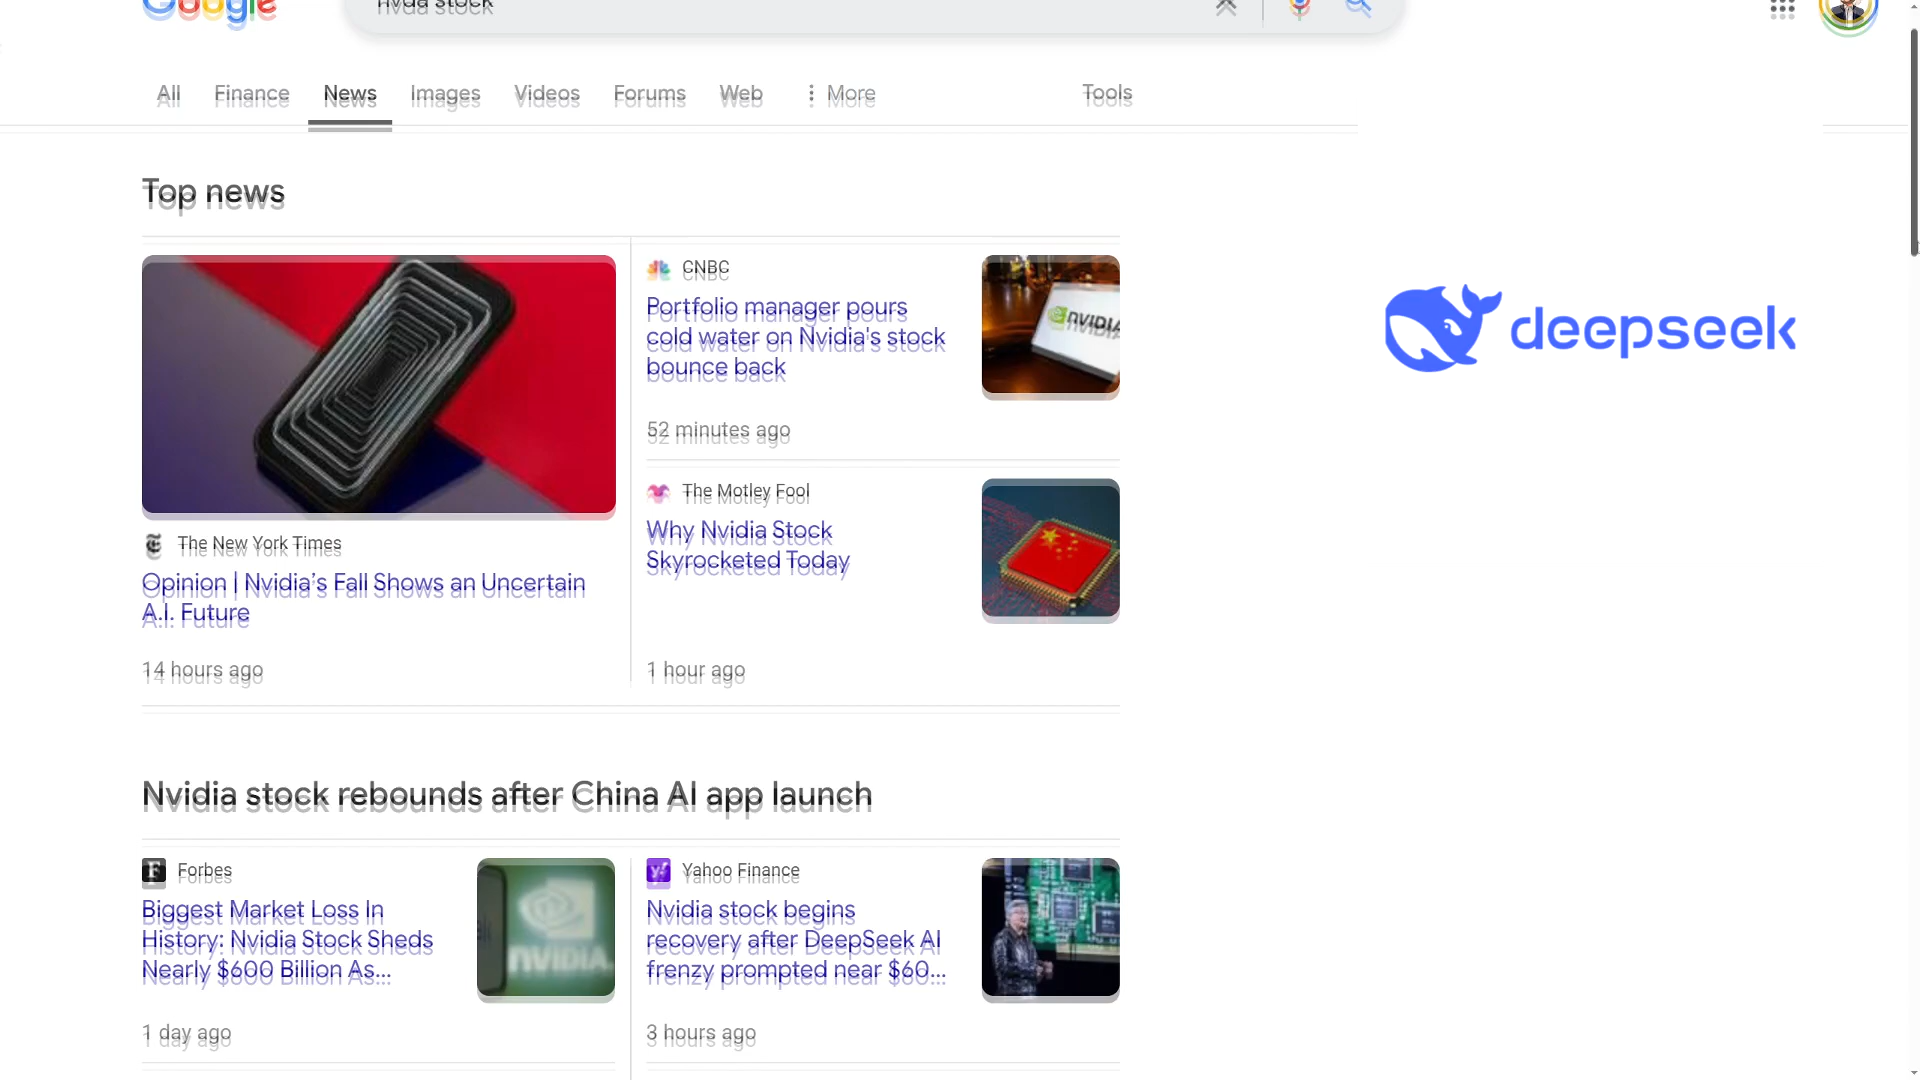 Google
nvda stock
All Finance News Images Videos Forums Web More Tools
Top news
The New York Times
Opinion | Nvidia’s Fall Shows an Uncertain
A.I. Future
14 hours ago
CNBC
Portfolio manager pours
cold water on Nvidia's stock
bounce back
52 minutes ago
NVIDIA
The Motley Fool
Why Nvidia Stock
Skyrocketed Today
1 hour ago
deepseek
Nvidia stock rebounds after China AI app launch
Forbes
Biggest Market Loss In
History: Nvidia Stock Sheds
Nearly $600 Billion As...
1 day ago
NVIDIA.
Yahoo Finance
Nvidia stock begins
recovery after DeepSeek AI
frenzy prompted near $60...
3 hours ago